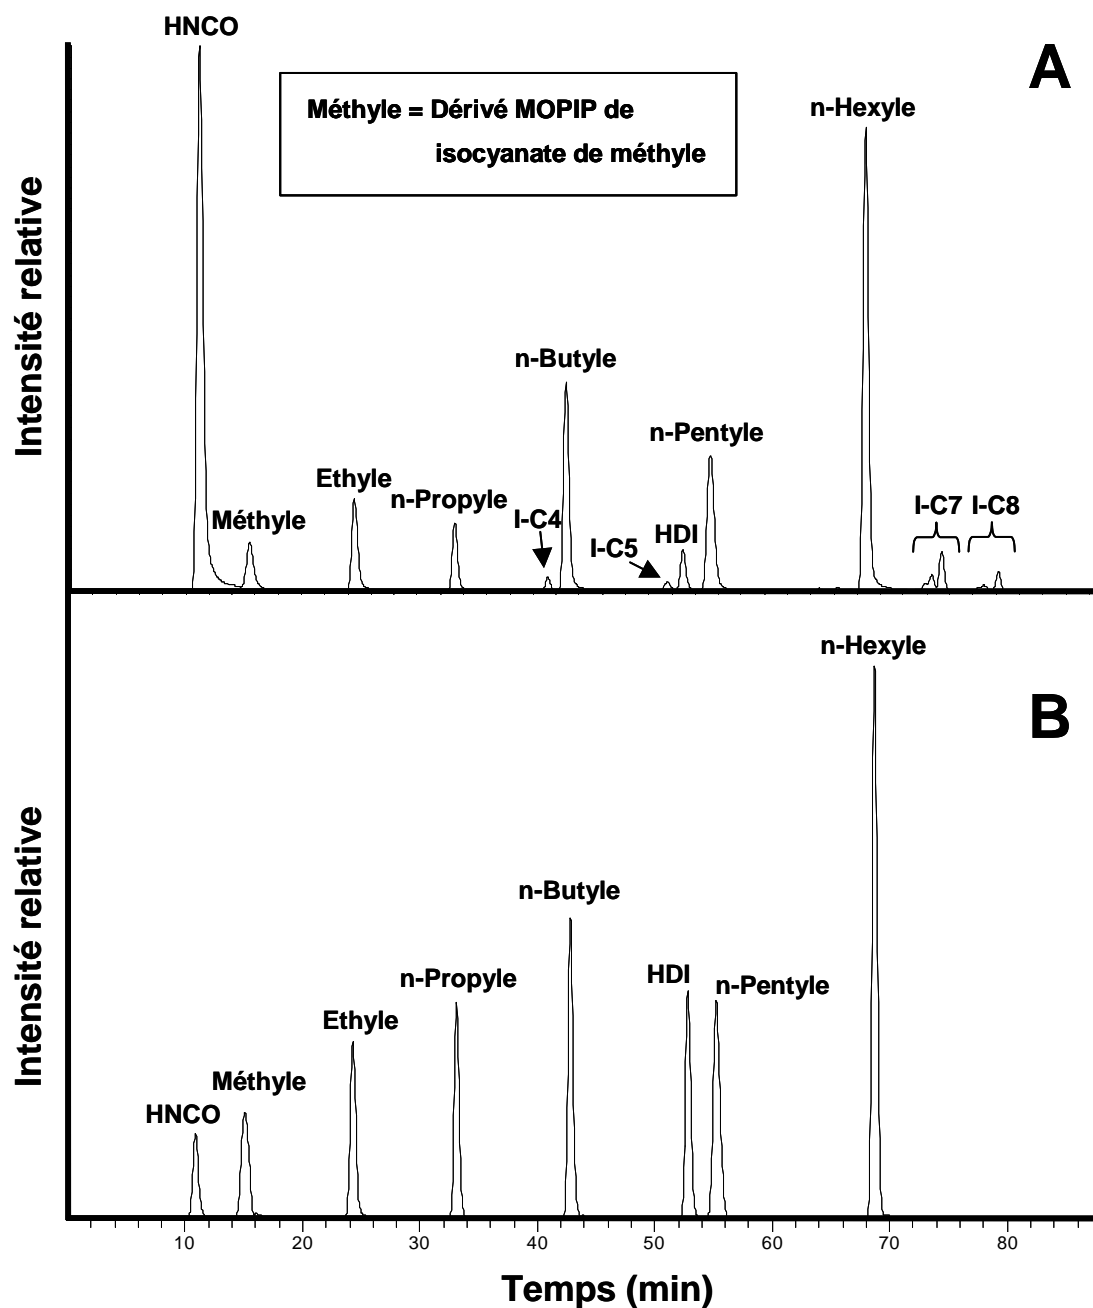 HNCO
A
Méthyle = Dérivé MOPIP de
isocyanate de méthyle
n-Hexyle
Intensité relative
n-Butyle
n-Pentyle
Ethyle
n-Propyle
Méthyle
I-C4
I-C5
HDI
I-C7
I-C8
n-Hexyle
B
Intensité relative
n-Butyle
HDI
n-Pentyle
n-Propyle
Ethyle
Méthyle
HNCO
10 20 30 40 50 60 70 80
Temps (min)